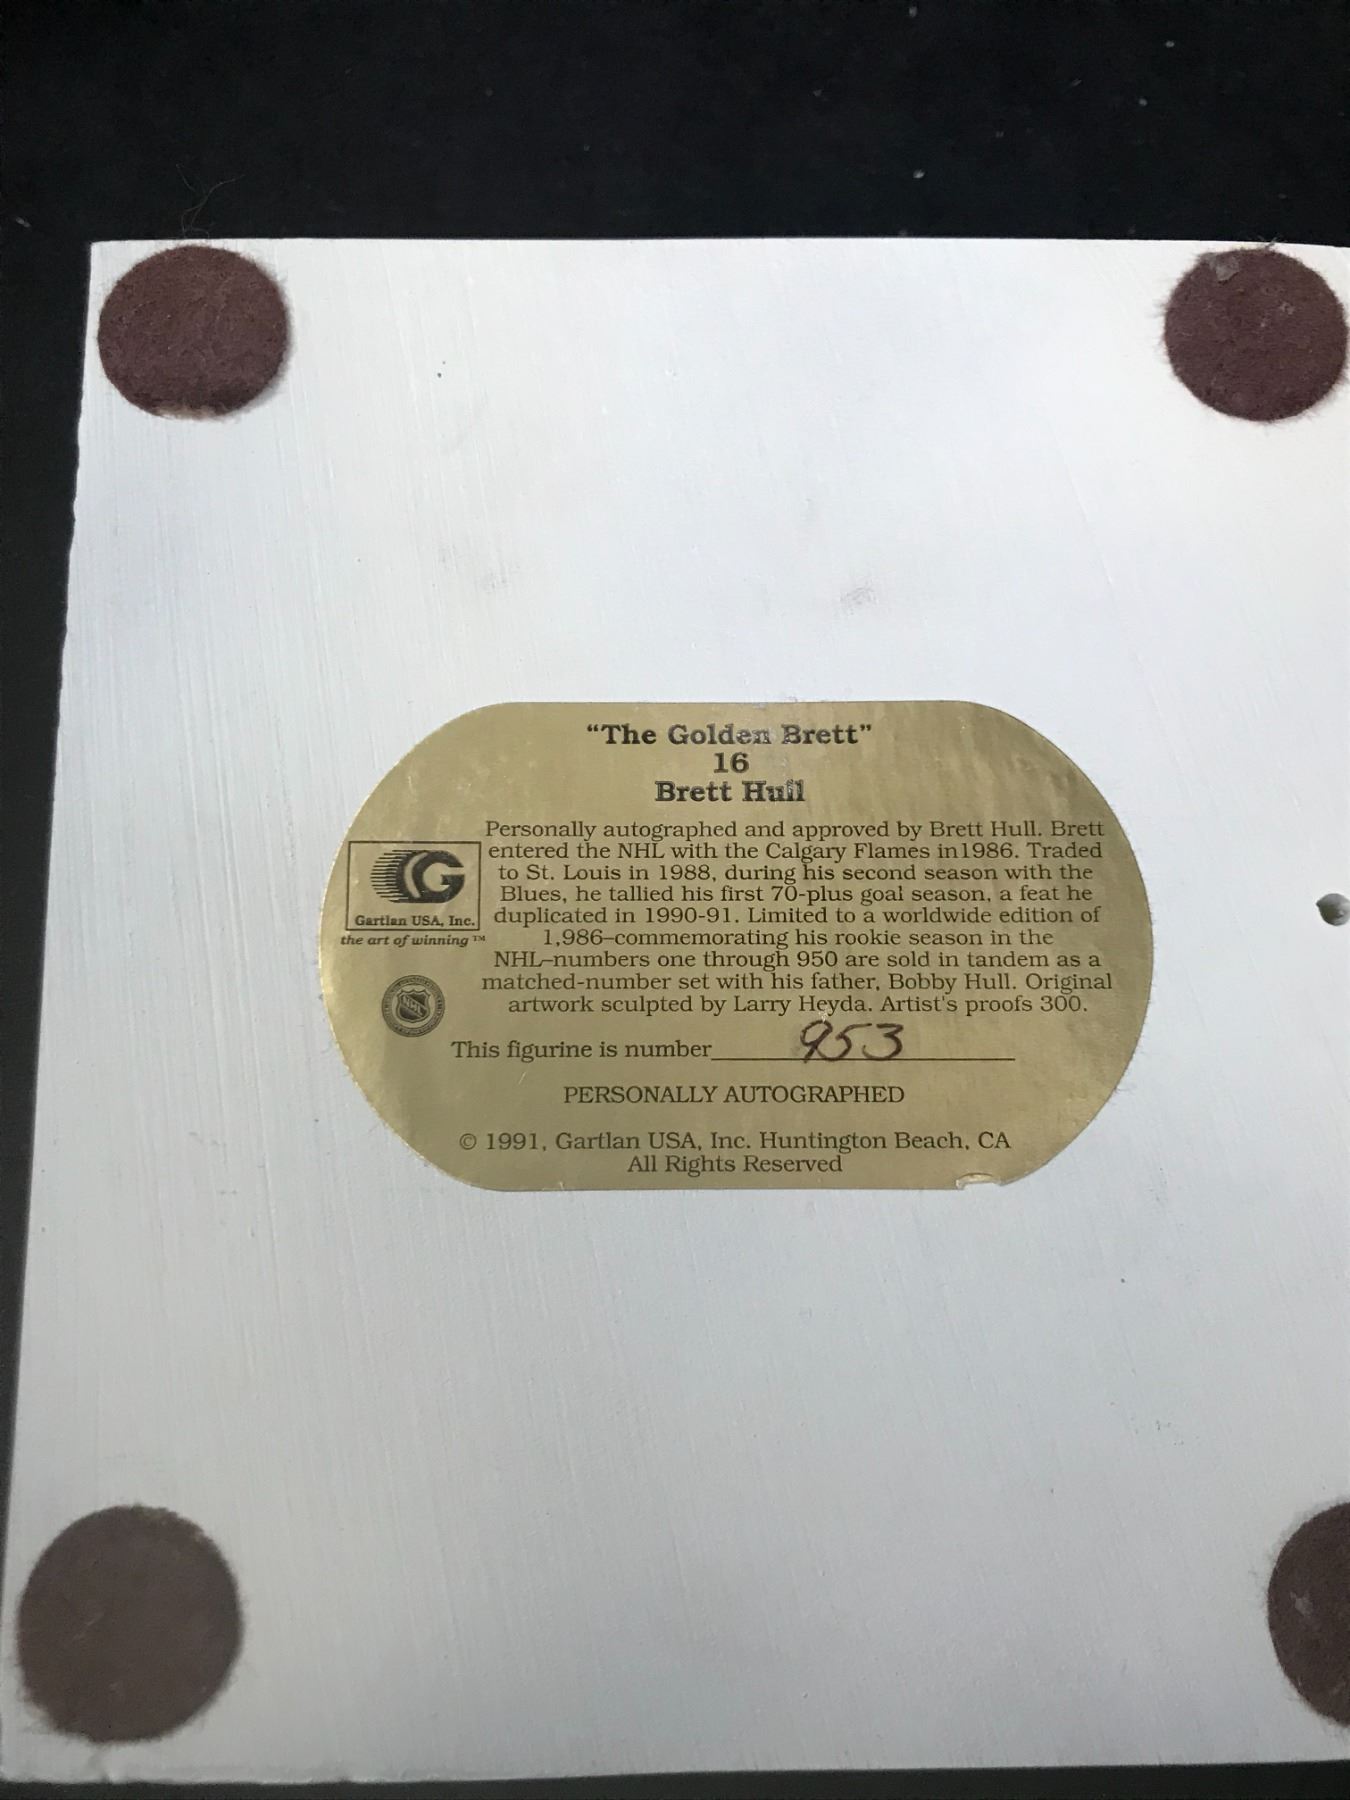 “The Golden Brett”
16
Brett Hull
Personally autographed and approved by Brett Hull. Brett
entered the NHL with the Calgary Flames in1986. Traded
to St. Louis in 1988, during his second season with the
Blues, he tallied his first 70-plus goal season, a feat he
duplicated in 1990-91. Limited to a worldwide edition of
1,986–commemorating his rookie season in the
NHL–numbers one through 950 are sold in tandem as a
matched-number set with his father, Bobby Hull. Original
artwork sculpted by Larry Heyda. Artist's proofs 300.
G
Gartlan USA, Inc.
the art of winning ™
NHL
This figurine is number 953
PERSONALLY AUTOGRAPHED
© 1991, Gartlan USA, Inc. Huntington Beach, CA
All Rights Reserved